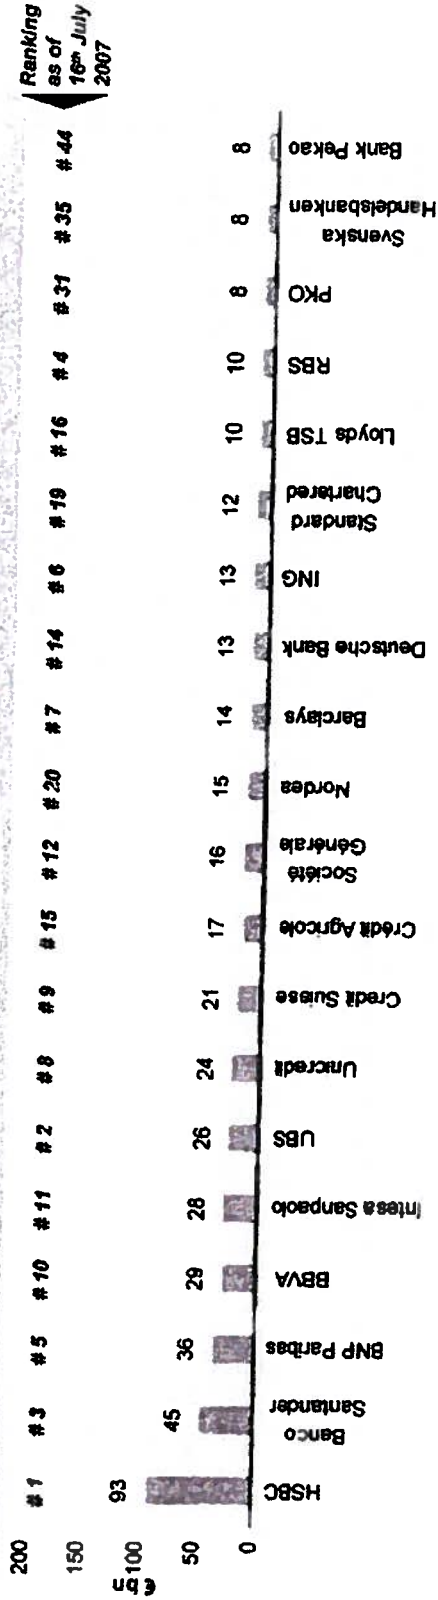 Ranking
as of
16th July
2007
# 1 # 3 # 5 # 10 # 11 # 2 # 8 # 9 # 15 # 12 # 20 # 7 # 14 # 6 # 19 # 16 # 4 # 31 # 35 # 44
€ bn
200
150
100
50
0
93 45 36 29 28 26 24 21 17 16 15 14 13 13 12 10 10 8 8 8
HSBC
Banco
Santander
BNP Paribas
BBVA
Intesa Sanpaolo
UBS
Unicredit
Credit Suisse
Crédit Agricole
Société
Générale
Nordea
Barclays
Deutsche Bank
ING
Standard
Chartered
Lloyds TSB
RBS
PKO
Svenska
Handelsbanken
Bank Pekao